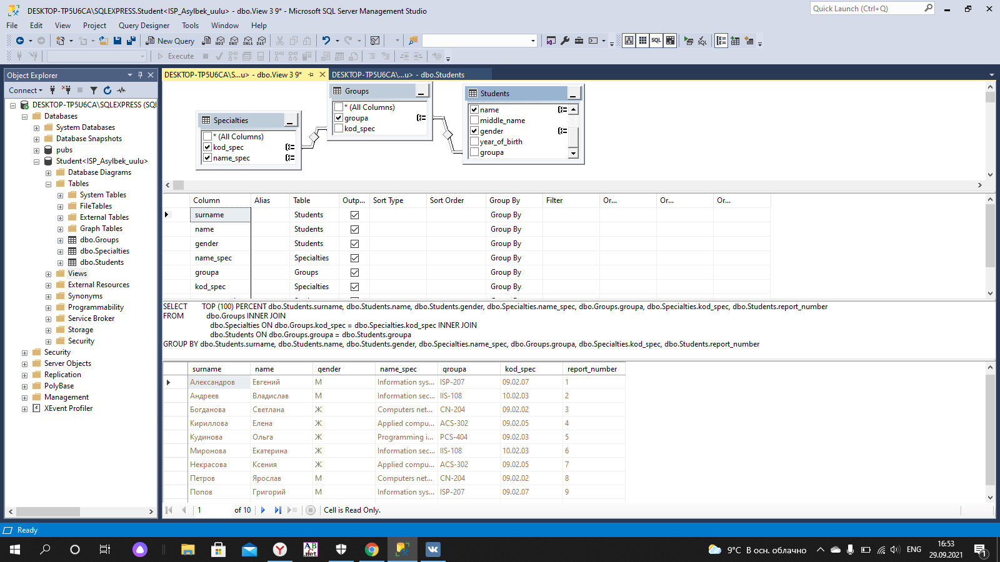 DESKTOP-TP5U6CA\SQLEXPRESS.Student<ISP_Asylbek_uulu> - dbo.View 3 9* - Microsoft SQL Server Management Studio
Quick Launch (Ctrl+Q)
File Edit View Project Query Designer Tools Window Help
New Query MDX DMX XMLA DAX SQL
Execute SQL
Object Explorer
Connect
DESKTOP-TP5U6CA\SQLEXPRESS (SQL
Databases
System Databases
Database Snapshots
pubs
Student<ISP_Asylbek_uulu>
Database Diagrams
Tables
System Tables
FileTables
External Tables
Graph Tables
dbo.Groups
dbo.Specialties
dbo.Students
Views
External Resources
Synonyms
Programmability
Service Broker
Storage
Security
Security
Server Objects
Replication
PolyBase
Management
XEvent Profiler
DESKTOP-TP5U6CA\S...u> - dbo.View 3 9* DESKTOP-TP5U6CA\...u> - dbo.Students
Specialties
* (All Columns)
kod_spec
name_spec
Groups
* (All Columns)
groupa
kod_spec
Students
name
middle_name
gender
year_of_birth
groupa
Column Alias Table Outp... Sort Type Sort Order Group By Filter Or... Or... Or...
surname Students Group By
name Students Group By
gender Students Group By
name_spec Specialties Group By
groupa Groups Group By
kod_spec Specialties Group By
SELECT TOP (100) PERCENT dbo.Students.surname, dbo.Students.name, dbo.Students.gender, dbo.Specialties.name_spec, dbo.Groups.groupa, dbo.Specialties.kod_spec, dbo.Students.report_number
FROM dbo.Groups INNER JOIN
dbo.Specialties ON dbo.Groups.kod_spec = dbo.Specialties.kod_spec INNER JOIN
dbo.Students ON dbo.Groups.groupa = dbo.Students.groupa
GROUP BY dbo.Students.surname, dbo.Students.name, dbo.Students.gender, dbo.Specialties.name_spec, dbo.Groups.groupa, dbo.Specialties.kod_spec, dbo.Students.report_number
surname name gender name_spec groupa kod_spec report_number
Александров Евгений М Information sys... ISP-207 09.02.07 1
Андреев Владислав М Information sec... IIS-108 10.02.03 2
Богданова Светлана Ж Computers net... CN-204 09.02.02 3
Кириллова Елена Ж Applied compu... ACS-302 09.02.05 4
Кудинова Ольга Ж Programming i... PCS-404 09.02.03 5
Миронова Екатерина Ж Information sec... IIS-108 10.02.03 6
Некрасова Ксения Ж Applied compu... ACS-302 09.02.05 7
Петров Ярослав М Computers net... CN-204 09.02.02 8
Попов Григорий М Information sys... ISP-207 09.02.07 9
1 of 10 Cell is Read Only.
Ready
ABC.net 9°C В осн. облачно ENG 16:53
29.09.2021
1